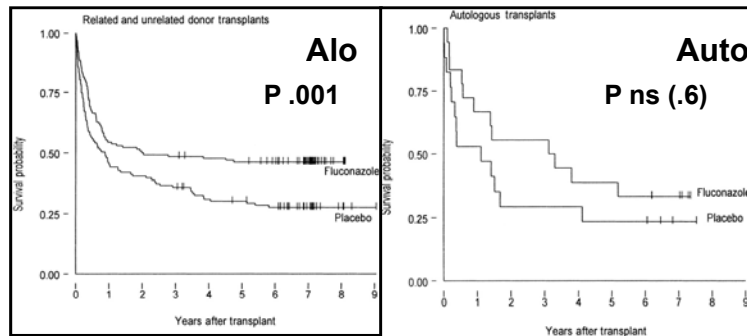 Related and unrelated donor transplants
Alo
P .001
1.00
0.75
0.50
0.25
0.00
Survival probability
Fluconazole
Placebo
0 1 2 3 4 5 6 7 8 9
Years after transplant
Autologous transplants
Auto
P ns (.6)
1.00
0.75
0.50
0.25
0.00
Survival probability
Fluconazole
Placebo
0 1 2 3 4 5 6 7 8 9
Years after transplant